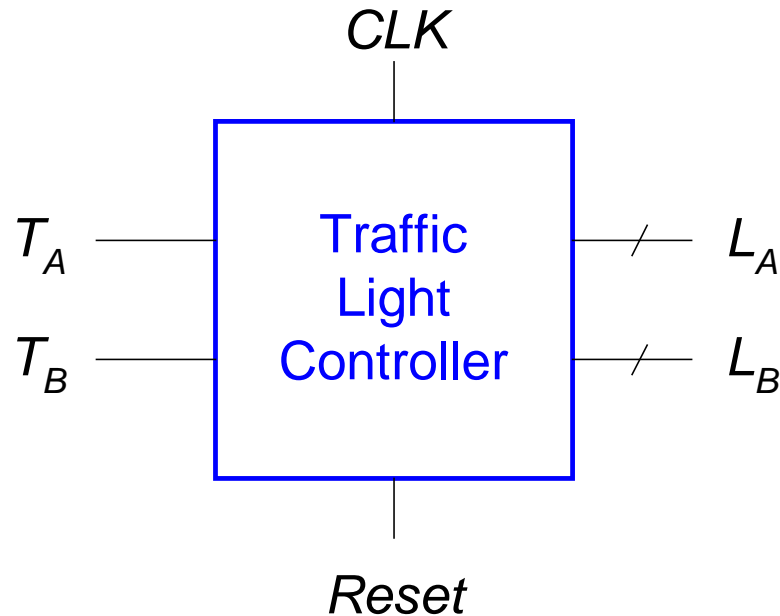 CLK
T_A
Traffic
Light
Controller
L_A
T_B
L_B
Reset